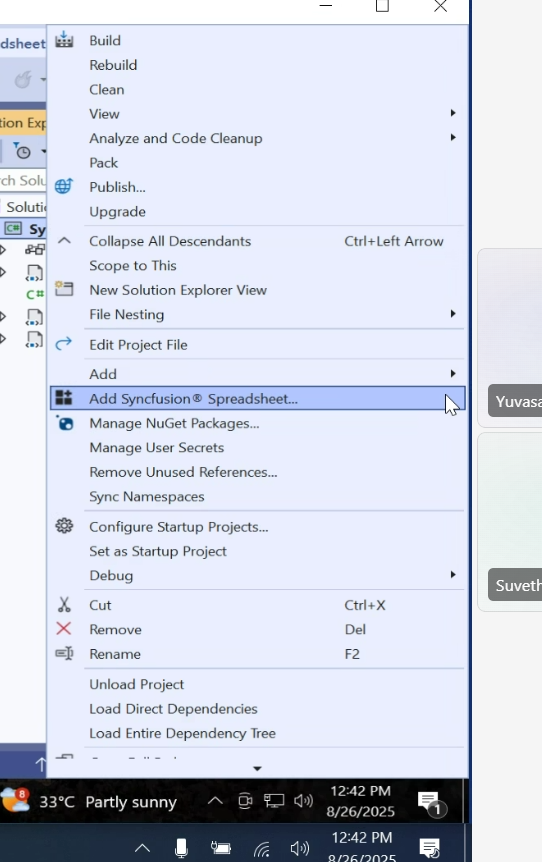 dsheet
Build
Rebuild
Clean
View
tion Exp
Analyze and Code Cleanup
Pack
rch Solu
Publish...
Soluti
Upgrade
C# Sy
Collapse All Descendants Ctrl+Left Arrow
Scope to This
New Solution Explorer View
C#
File Nesting
Edit Project File
Add
Add Syncfusion® Spreadsheet...
Yuvasa
Manage NuGet Packages...
Manage User Secrets
Remove Unused References...
Sync Namespaces
Configure Startup Projects...
Set as Startup Project
Debug
Suveth
Cut Ctrl+X
Remove Del
Rename F2
Unload Project
Load Direct Dependencies
Load Entire Dependency Tree
8
33°C Partly sunny
12:42 PM
8/26/2025
1
12:42 PM
8/26/2025